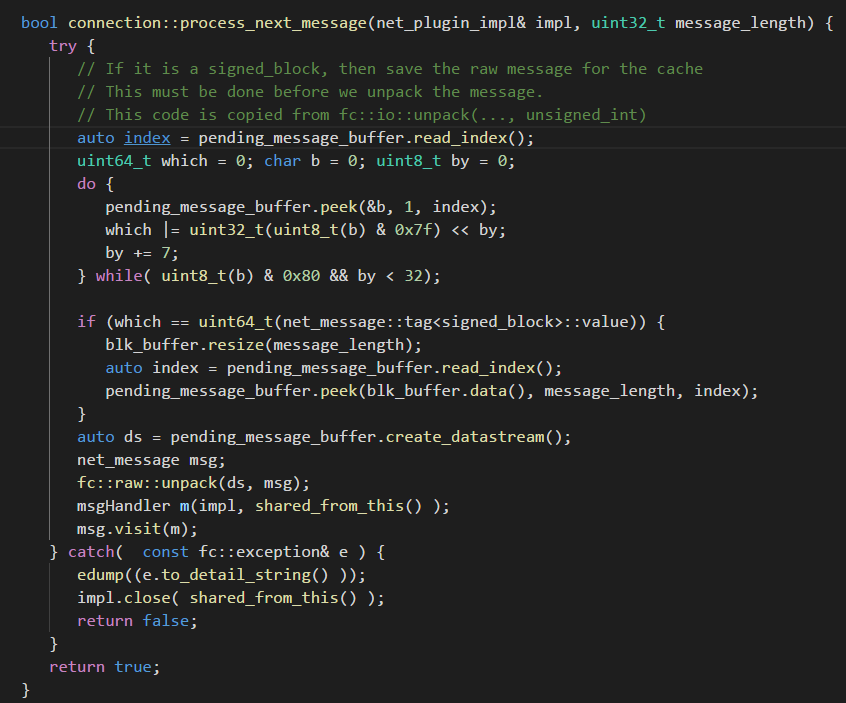 bool connection::process_next_message(net_plugin_impl& impl, uint32_t message_length) {
   try {
      // If it is a signed_block, then save the raw message for the cache
      // This must be done before we unpack the message.
      // This code is copied from fc::io::unpack(..., unsigned_int)
      auto index = pending_message_buffer.read_index();
      uint64_t which = 0; char b = 0; uint8_t by = 0;
      do {
         pending_message_buffer.peek(&b, 1, index);
         which |= uint32_t(uint8_t(b) & 0x7f) << by;
         by += 7;
      } while( uint8_t(b) & 0x80 && by < 32);

      if (which == uint64_t(net_message::tag<signed_block>::value)) {
         blk_buffer.resize(message_length);
         auto index = pending_message_buffer.read_index();
         pending_message_buffer.peek(blk_buffer.data(), message_length, index);
      }
      auto ds = pending_message_buffer.create_datastream();
      net_message msg;
      fc::raw::unpack(ds, msg);
      msgHandler m(impl, shared_from_this() );
      msg.visit(m);
   } catch(  const fc::exception& e ) {
      edump((e.to_detail_string() ));
      impl.close( shared_from_this() );
      return false;
   }
   return true;
}